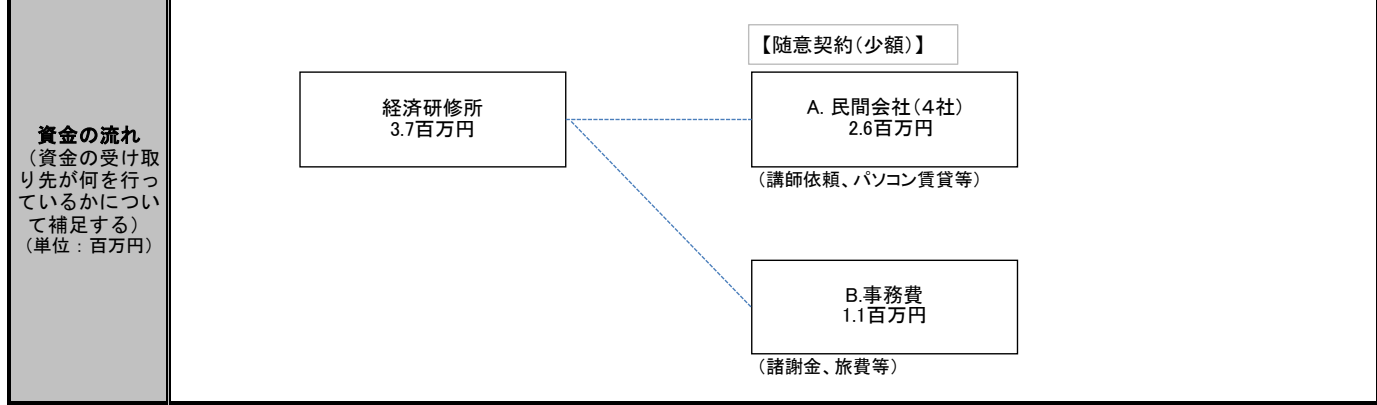 資金の流れ
（資金の受け取
り先が何を行っ
ているかについ
て補足する）
（単位：百万円）
【随意契約（少額）】
経済研修所
3.7百万円
A. 民間会社（４社）
2.6百万円
（講師依頼、パソコン賃貸等）
B.事務費
1.1百万円
（諸謝金、旅費等）